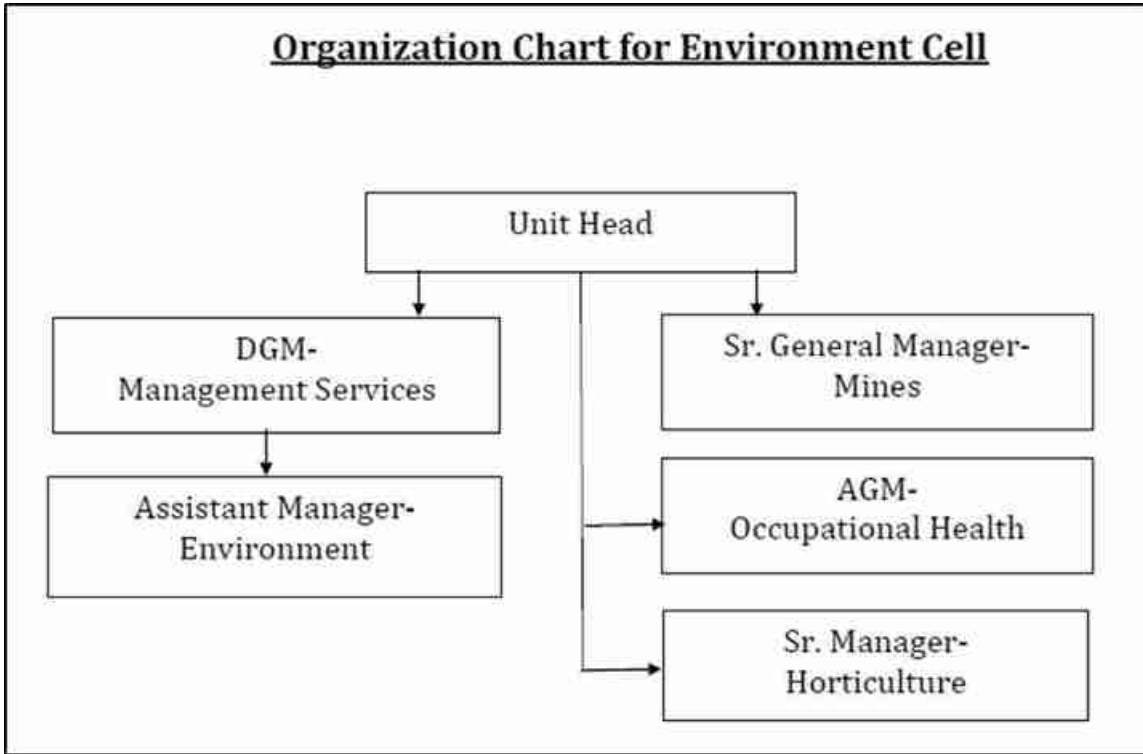 Organization Chart for Environment Cell
Unit Head
DGM-
Management Services
Sr. General Manager-
Mines
Assistant Manager-
Environment
AGM-
Occupational Health
Sr. Manager-
Horticulture